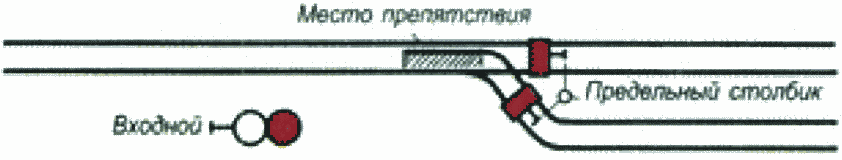 Место препятствия
Предельный столбик
Входной